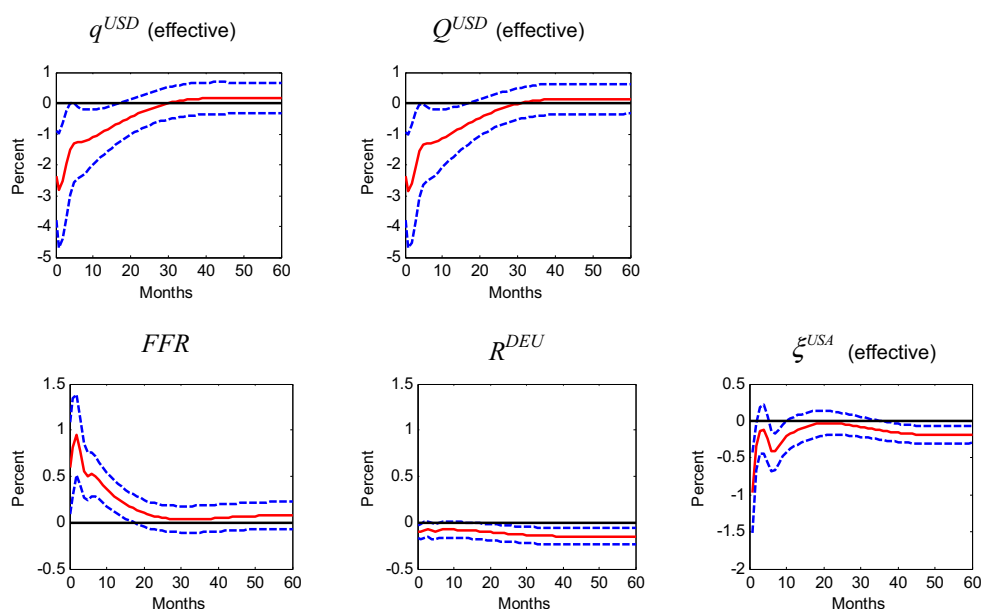 q^USD (effective)
Q^USD (effective)
1
0
-1
-2
-3
-4
-5
Percent
0 10 20 30 40 50 60
Months
1
0
-1
-2
-3
-4
-5
Percent
0 10 20 30 40 50 60
Months
FFR
R^DEU
ξ^USA (effective)
1.5
1
0.5
0
-0.5
Percent
0 10 20 30 40 50 60
Months
1.5
1
0.5
0
-0.5
Percent
0 10 20 30 40 50 60
Months
0.5
0
-0.5
-1
-1.5
-2
Percent
0 10 20 30 40 50 60
Months